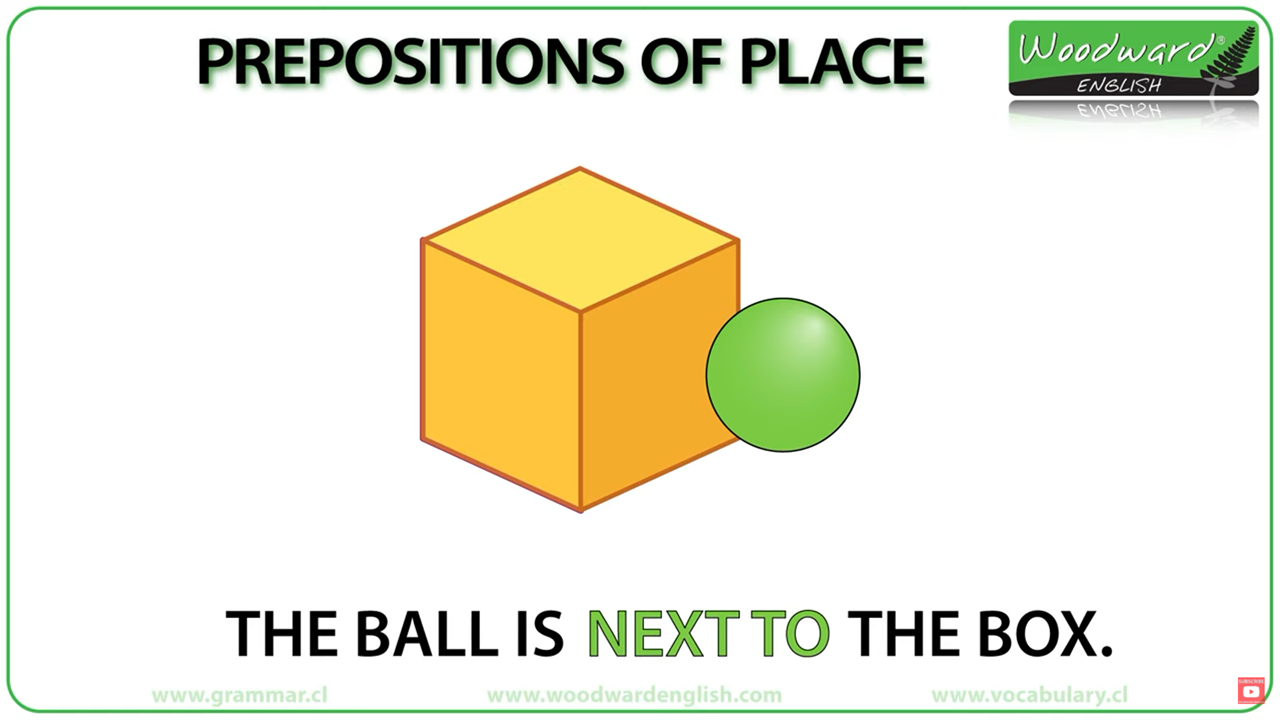 PREPOSITIONS OF PLACE
Woodward®
ENGLISH
THE BALL IS NEXT TO THE BOX.
www.grammar.cl www.woodwardenglish.com www.vocabulary.cl
SUBSCRIBE